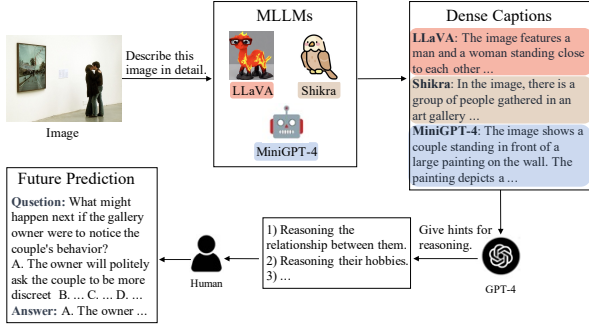 Image
Describe this
image in detail.
MLLMs
LLaVA
Shikra
MiniGPT-4
Dense Captions
LLaVA: The image features a
man and a woman standing close
to each other ...
Shikra: In the image, there is a
group of people gathered in an
art gallery ...
MiniGPT-4: The image shows a
couple standing in front of a
large painting on the wall. The
painting depicts a ...
Give hints for
reasoning.
GPT-4
1) Reasoning the
relationship between them.
2) Reasoning their hobbies.
3) ...
Human
Future Prediction
Qusetion: What might
happen next if the gallery
owner were to notice the
couple's behavior?
A. The owner will politely
ask the couple to be more
discreet B. ... C. ... D. ...
Answer: A. The owner ...